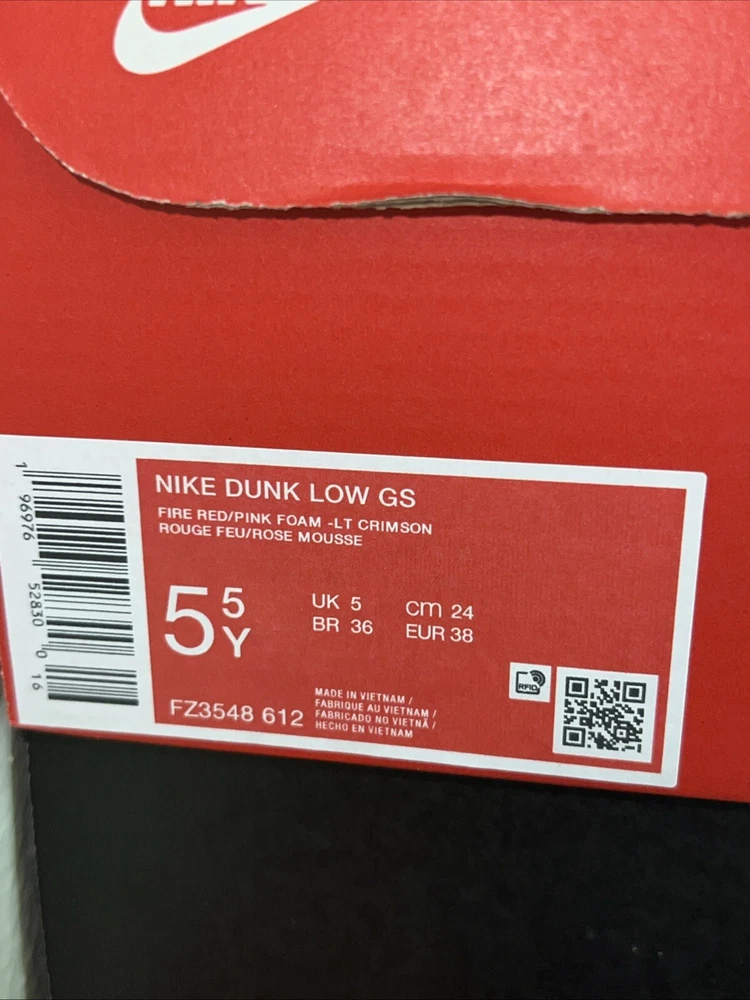 NIKE DUNK LOW GS
FIRE RED/PINK FOAM -LT CRIMSON
ROUGE FEU/ROSE MOUSSE
5 5Y
UK 5 cm 24
BR 36 EUR 38
RFID
FZ3548 612
MADE IN VIETNAM /
FABRIQUE AU VIETNAM /
FABRICADO NO VIETNÃ /
HECHO EN VIETNAM
1 96976 52830 0 16